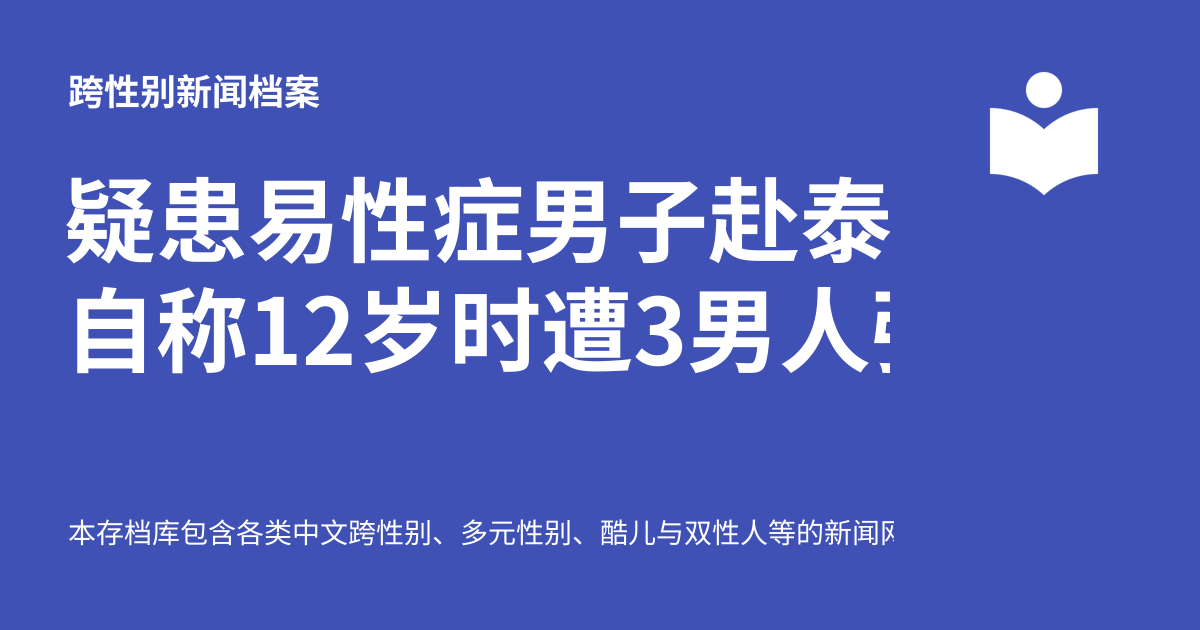 跨性别新闻档案
疑患易性症男子赴泰
自称12岁时遭3男人
本存档库包含各类中文跨性别、多元性别、酷儿与双性人等的新闻